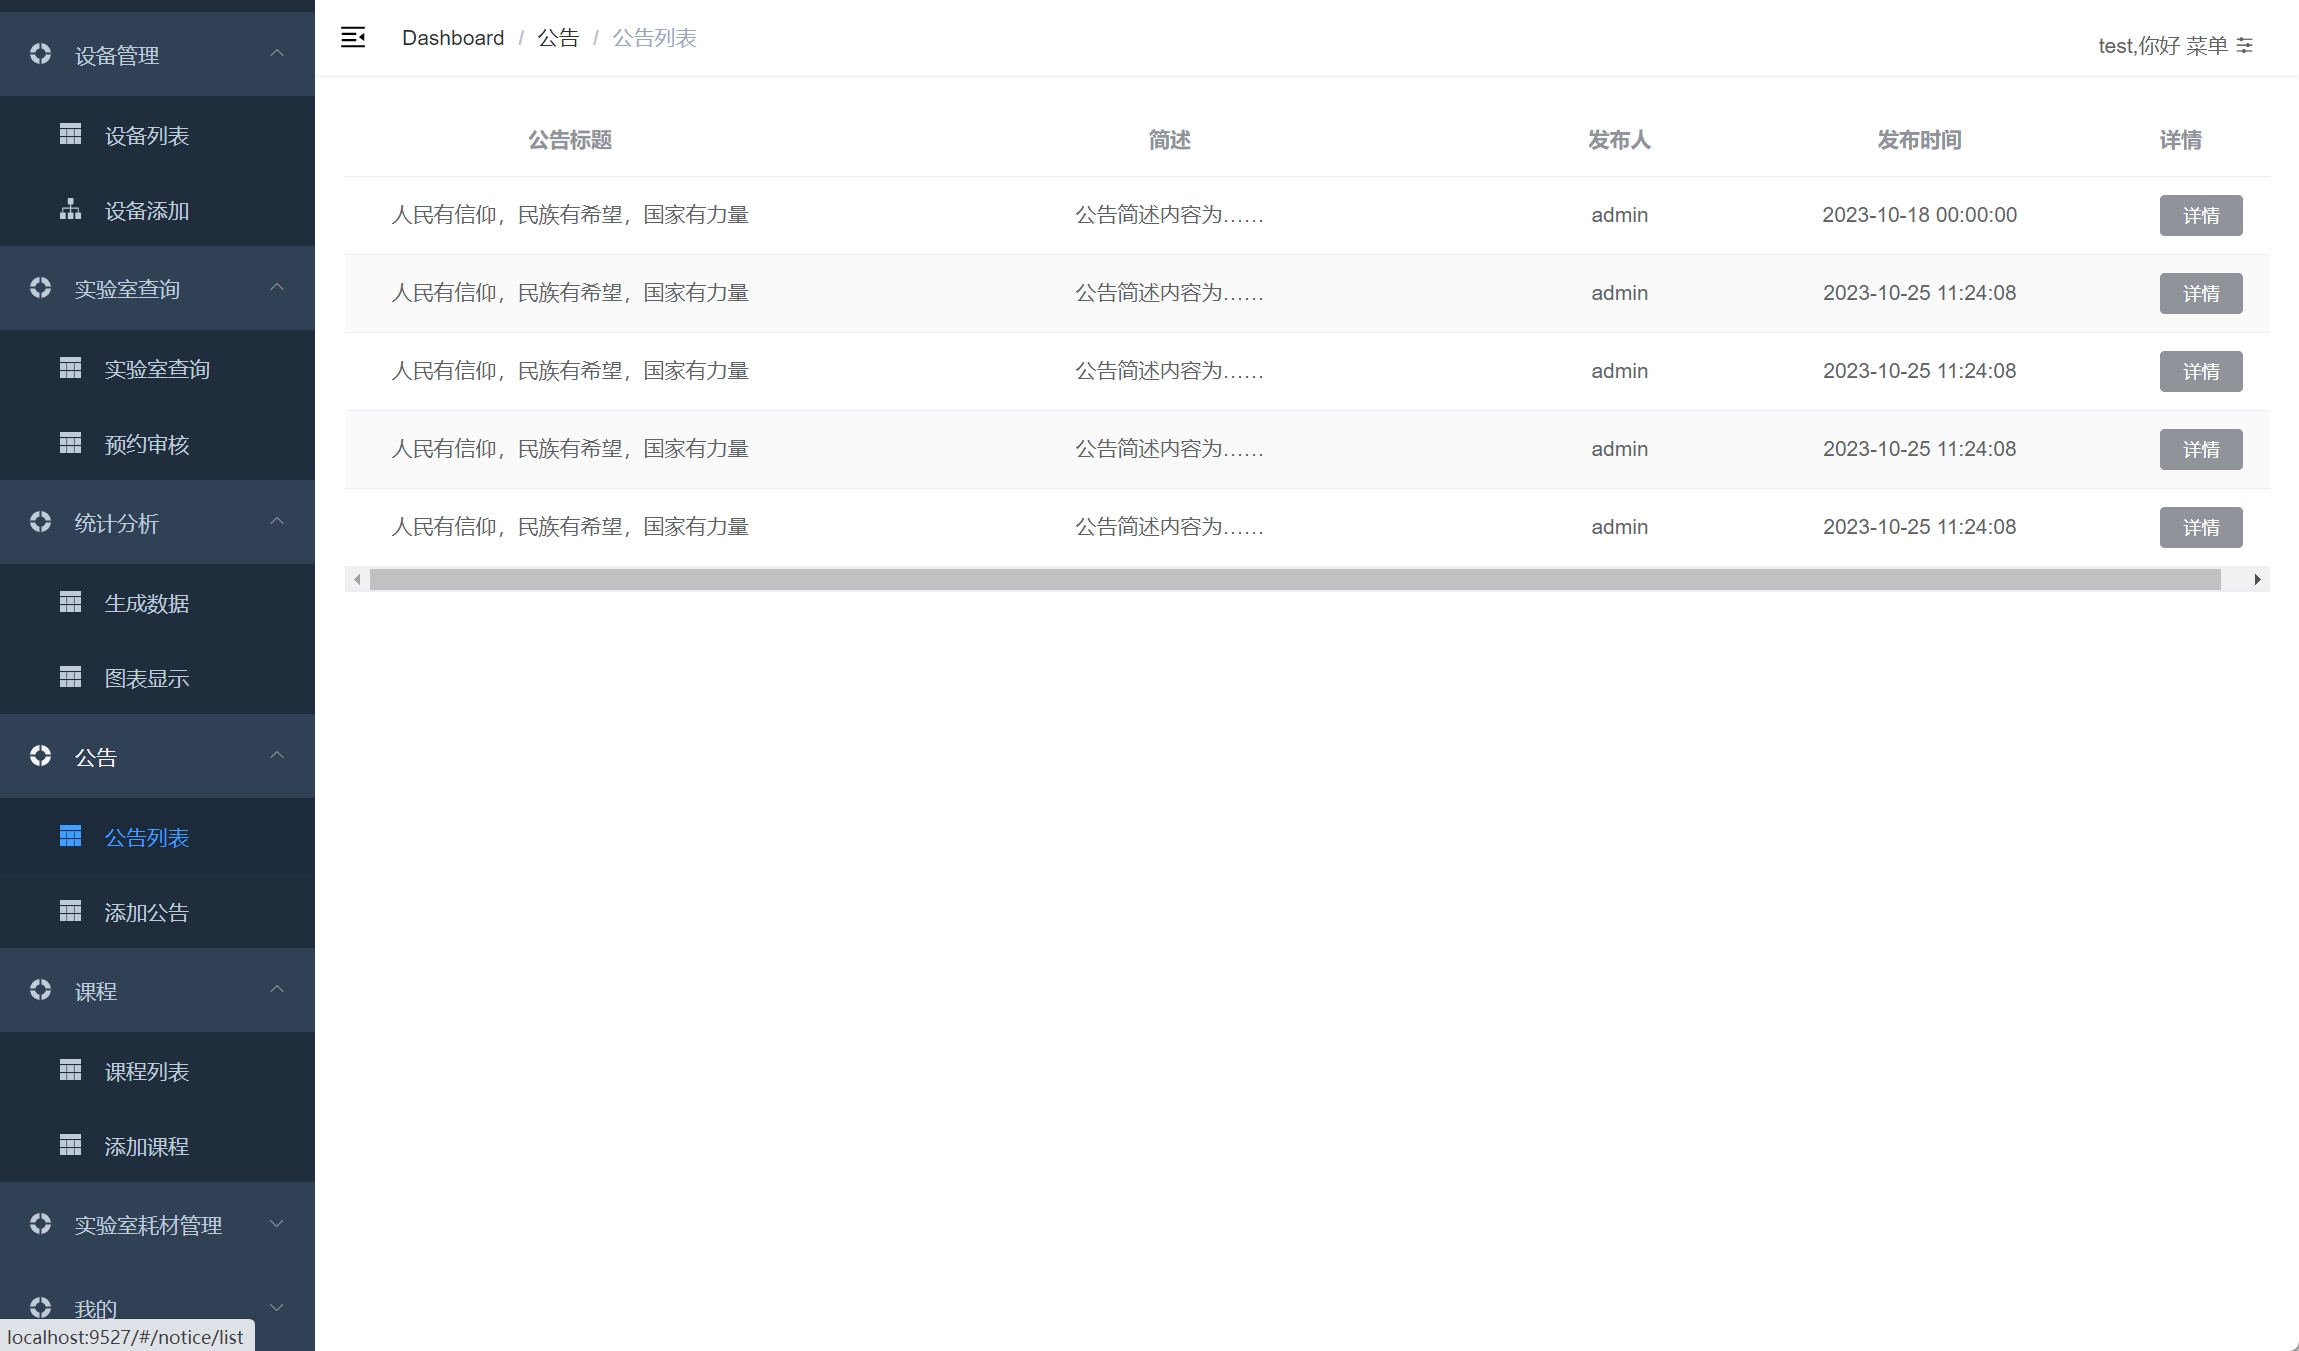 设备管理
设备列表
设备添加
实验室查询
实验室查询
预约审核
统计分析
生成数据
图表显示
公告
公告列表
添加公告
课程
课程列表
添加课程
实验室耗材管理
我的
localhost:9527/#/notice/list
Dashboard / 公告 / 公告列表
test,你好 菜单
公告标题 简述 发布人 发布时间 详情
人民有信仰，民族有希望，国家有力量 公告简述内容为…… admin 2023-10-18 00:00:00 详情
人民有信仰，民族有希望，国家有力量 公告简述内容为…… admin 2023-10-25 11:24:08 详情
人民有信仰，民族有希望，国家有力量 公告简述内容为…… admin 2023-10-25 11:24:08 详情
人民有信仰，民族有希望，国家有力量 公告简述内容为…… admin 2023-10-25 11:24:08 详情
人民有信仰，民族有希望，国家有力量 公告简述内容为…… admin 2023-10-25 11:24:08 详情